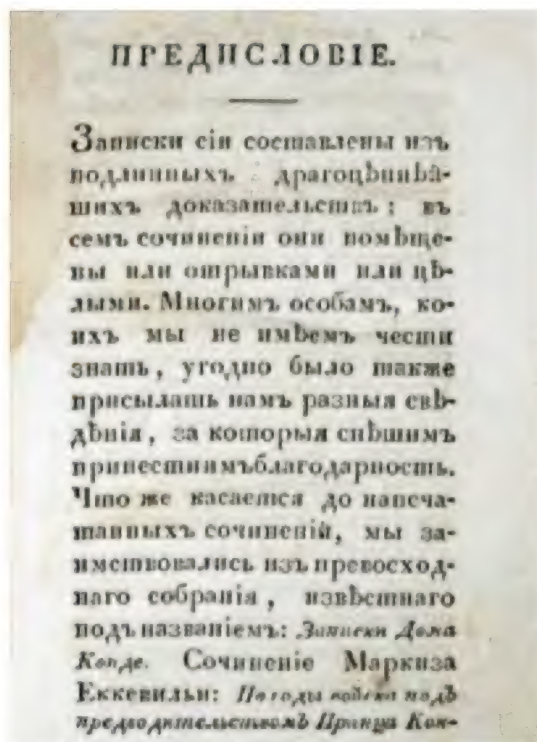 ПРЕДИСЛОВІЕ.
Записки сіи составлены изъ
подлинныхъ драгоцѣннѣй-
шихъ доказательствъ; въ
семъ сочиненіи они помѣще-
ны или отрывками или цѣ-
лыми. Многимъ особамъ, ко-
ихъ мы не имѣемъ чести
знать, угодно было также
присылать намъ разныя свѣ-
дѣнія, за которыя спѣшимъ
принести имъ благодарность.
Что же касается до напеча-
танныхъ сочиненій, мы за-
имствовались изъ превосход-
наго собранія, извѣстнаго
подъ названіемъ: Записки Дома
Конде. Сочиненіе Маркиза
Еккевильи: Походы войска подъ
предводительствомъ Принца Кон-